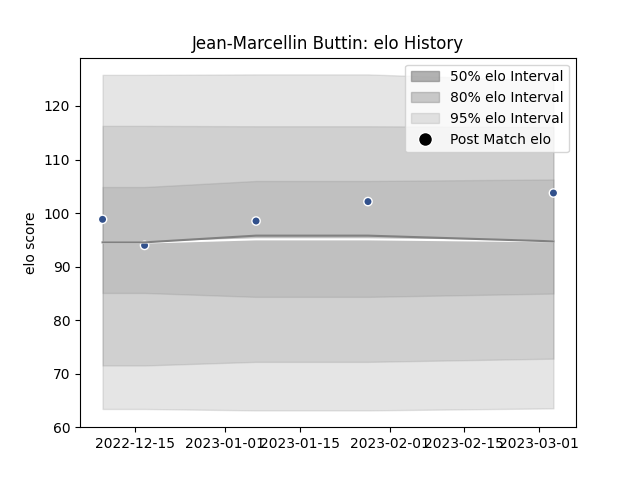 Jean-Marcellin Buttin: elo History
50% elo Interval
80% elo Interval
95% elo Interval
Post Match elo
elo score
120
110
100
90
80
70
60
2022-12-15
2023-01-01
2023-01-15
2023-02-01
2023-02-15
2023-03-01